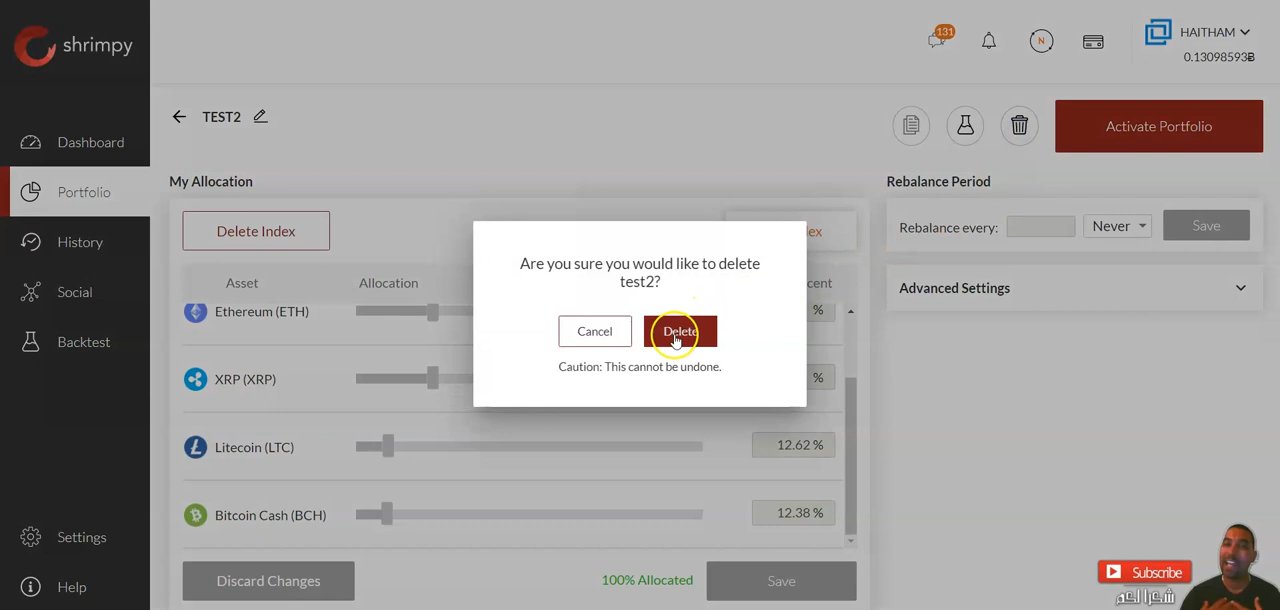 shrimpy
131
N
HAITHAM
0.13098593Ƀ
Dashboard
Portfolio
History
Social
Backtest
Settings
Help
TEST2
Activate Portfolio
My Allocation
Delete Index
Asset
Allocation
Ethereum (ETH)
%
XRP (XRP)
%
Litecoin (LTC)
12.62 %
Bitcoin Cash (BCH)
12.38 %
Discard Changes
100% Allocated
Save
Are you sure you would like to delete
test2?
Cancel
Delete
Caution: This cannot be undone.
Rebalance Period
Rebalance every:
Never
Save
Advanced Settings
Subscribe
شكرا لكم